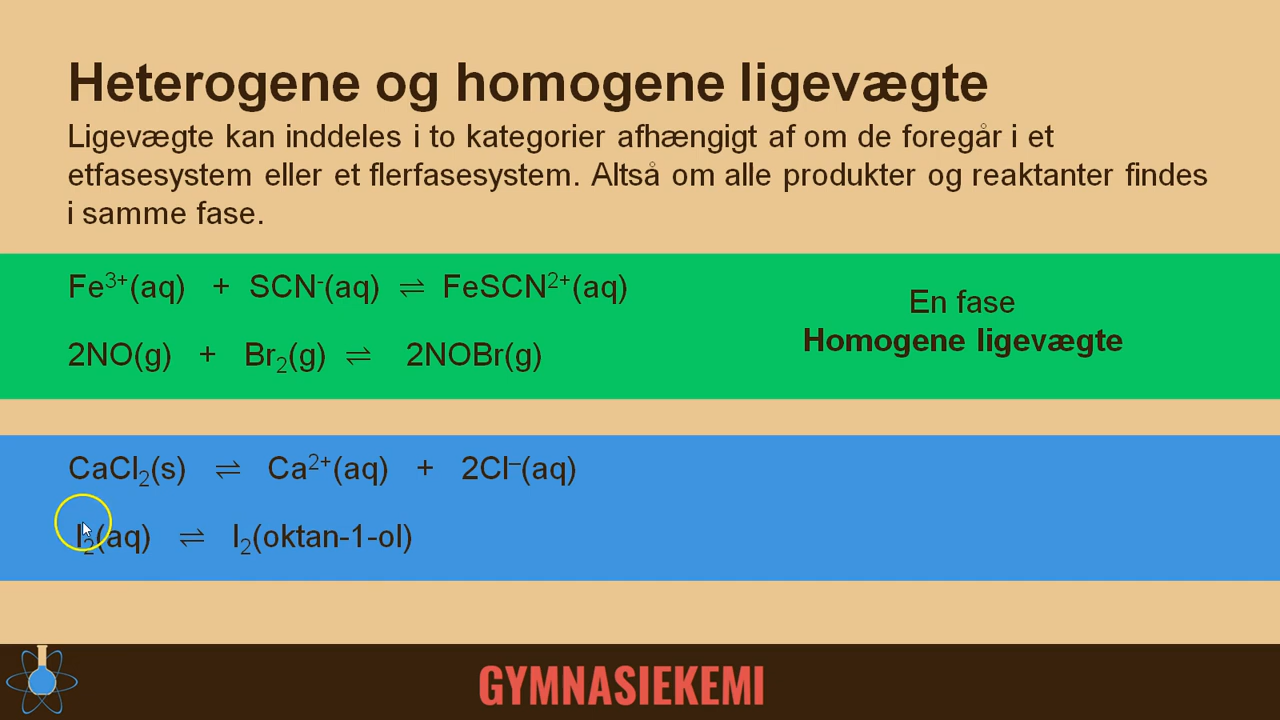 Heterogene og homogene ligevægte
Ligevægte kan inddeles i to kategorier afhængigt af om de foregår i et
etfasesystem eller et flerfasesystem. Altså om alle produkter og reaktanter findes
i samme fase.
Fe³⁺(aq) + SCN⁻(aq) ⇌ FeSCN²⁺(aq)
2NO(g) + Br₂(g) ⇌ 2NOBr(g)
En fase
Homogene ligevægte
CaCl₂(s) ⇌ Ca²⁺(aq) + 2Cl⁻(aq)
I₂(aq) ⇌ I₂(oktan-1-ol)
GYMNASIEKEMI